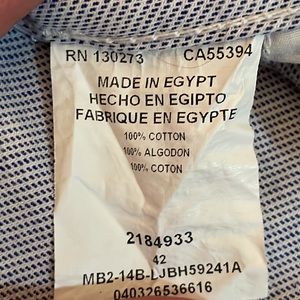 RN 130273 CA55394
MADE IN EGYPT
HECHO EN EGIPTO
FABRIQUE EN EGYPTE
100% COTTON
100% ALGODON
100% COTON
2184933
42
MB2-14B-LJBH59241A
040326536616